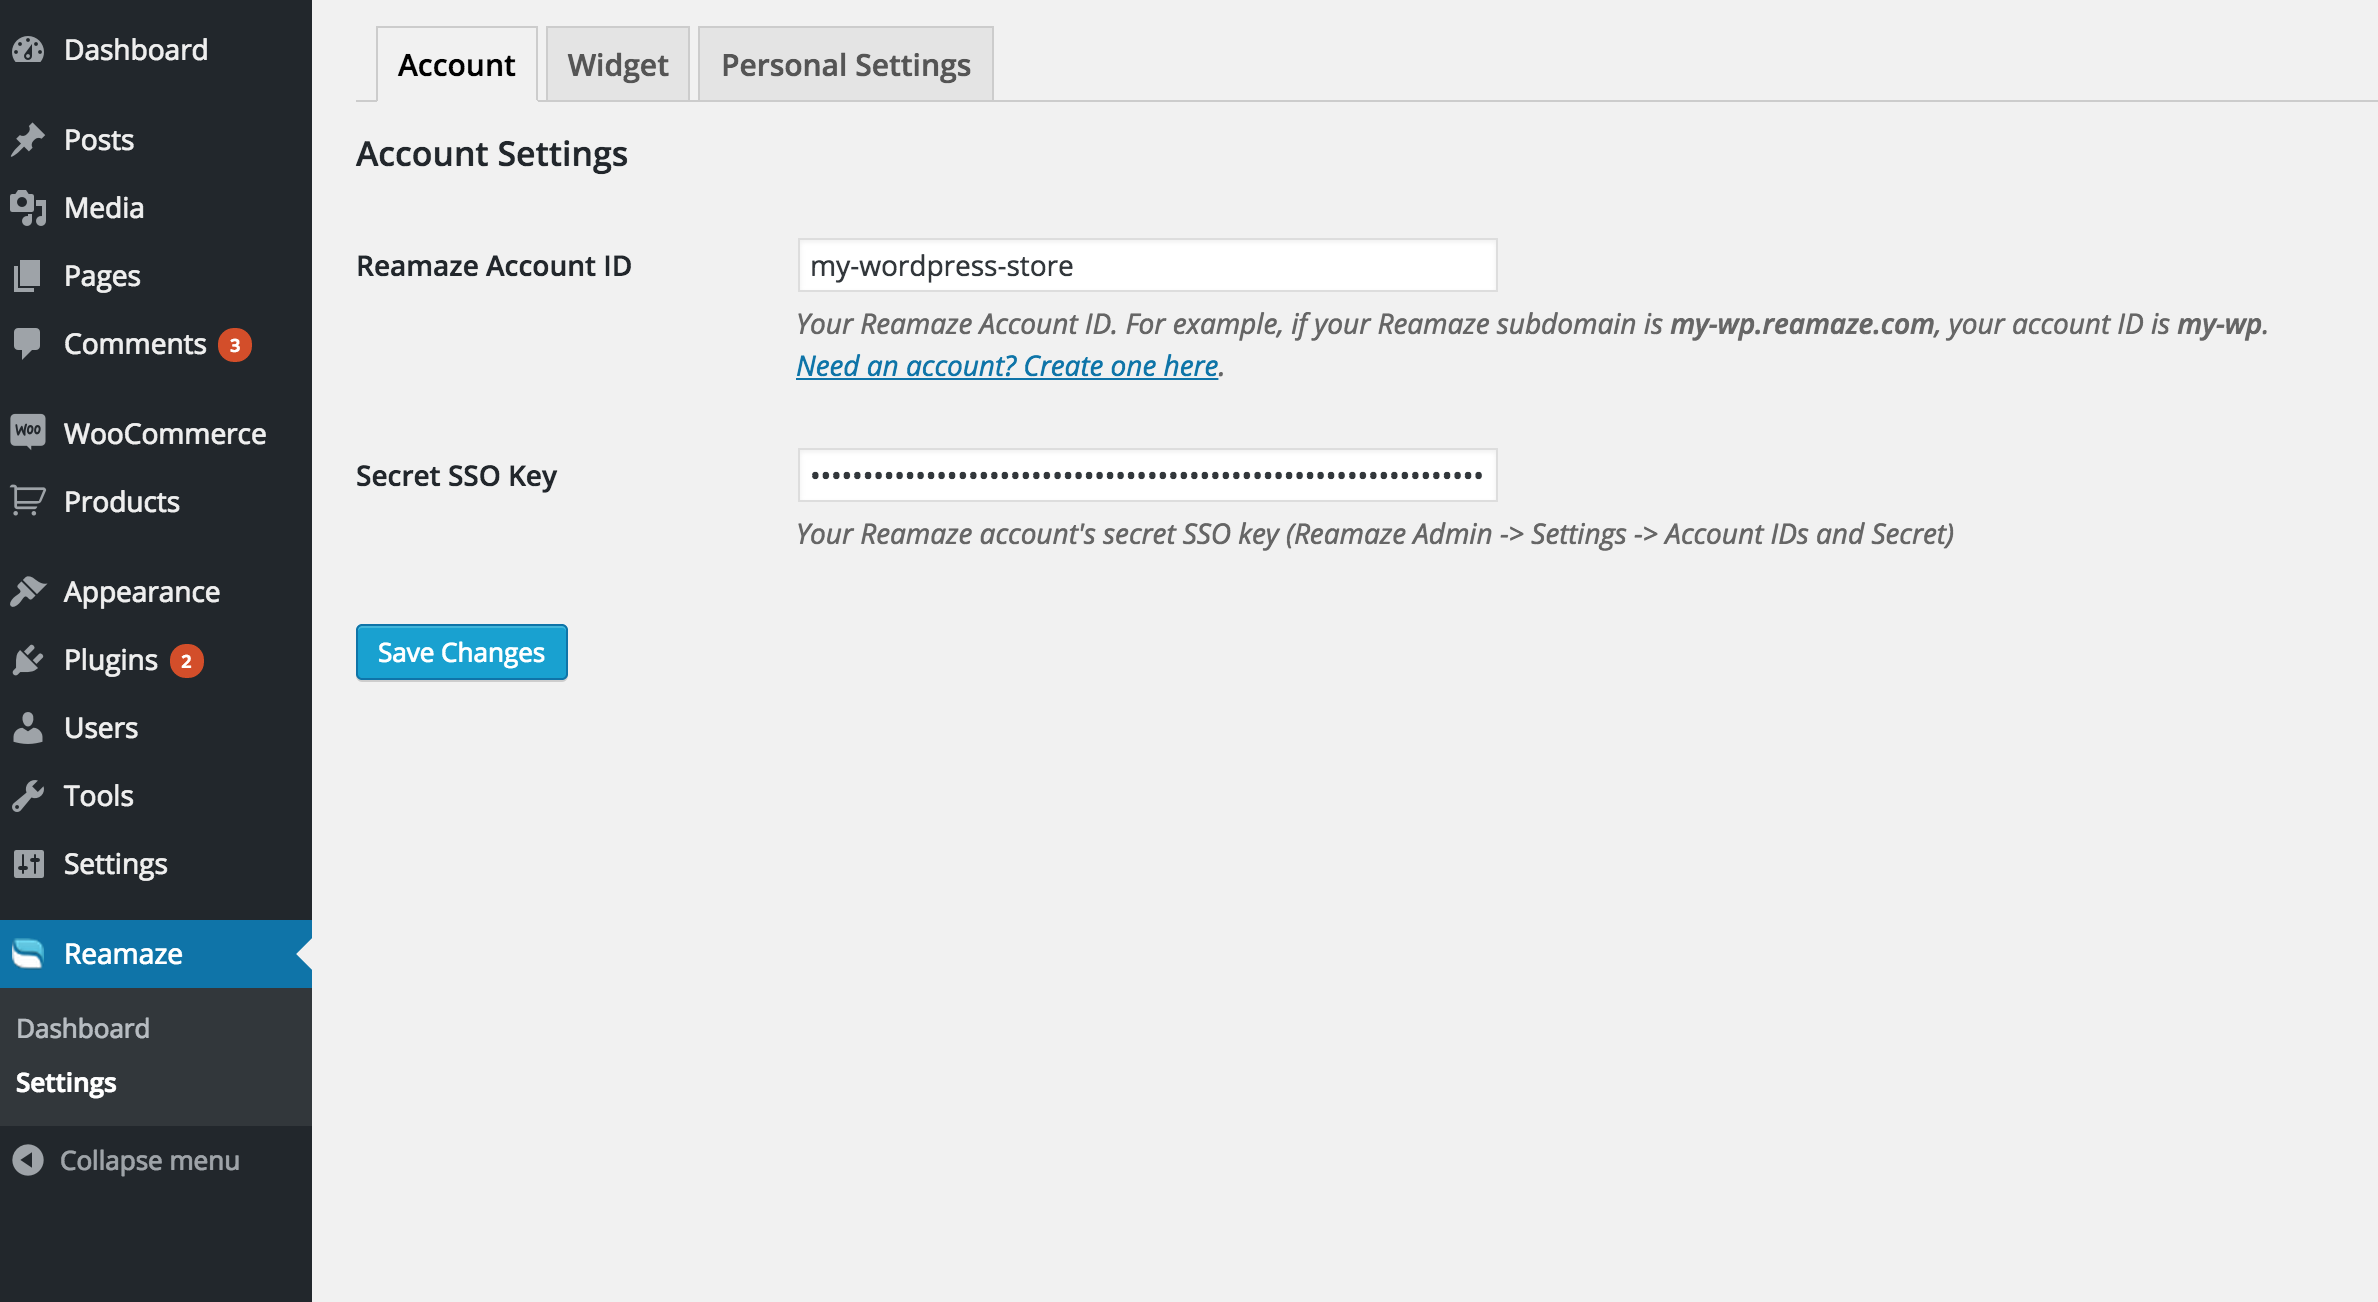 Dashboard
Posts
Media
Pages
Comments 3
WOO WooCommerce
Products
Appearance
Plugins 2
Users
Tools
Settings
Reamaze
Dashboard
Settings
Collapse menu
Account Widget Personal Settings
Account Settings
Reamaze Account ID my-wordpress-store
Your Reamaze Account ID. For example, if your Reamaze subdomain is my-wp.reamaze.com, your account ID is my-wp.
Need an account? Create one here.
Secret SSO Key
Your Reamaze account's secret SSO key (Reamaze Admin -> Settings -> Account IDs and Secret)
Save Changes